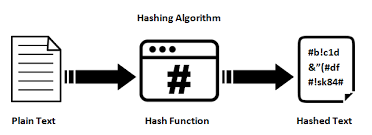 Hashing Algorithm
#
#b!c1d
&"(#df
#!sk84#
Plain Text
Hash Function
Hashed Text